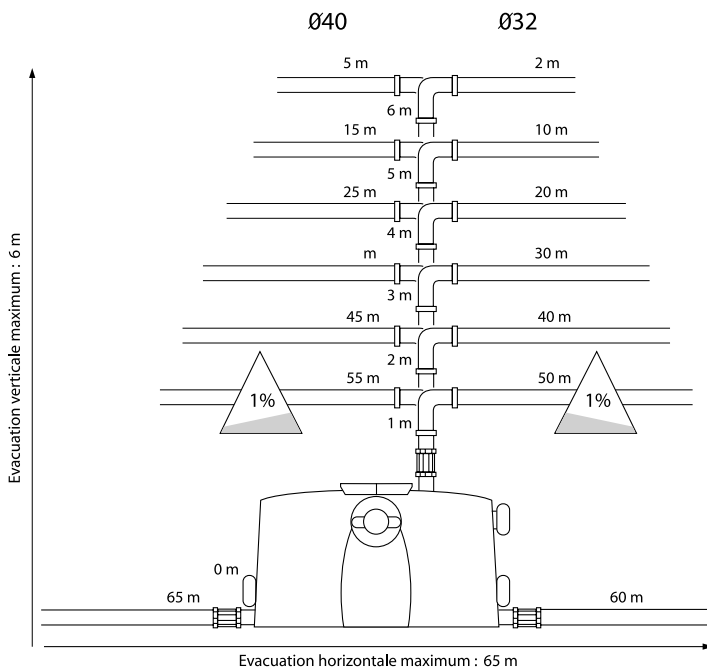 Ø40 Ø32
5 m 2 m
6 m
15 m 10 m
5 m
25 m 20 m
4 m
m 30 m
3 m
45 m 40 m
2 m
55 m 50 m
1% 1%
1 m
0 m
65 m 60 m
Evacuation verticale maximum : 6 m
Evacuation horizontale maximum : 65 m